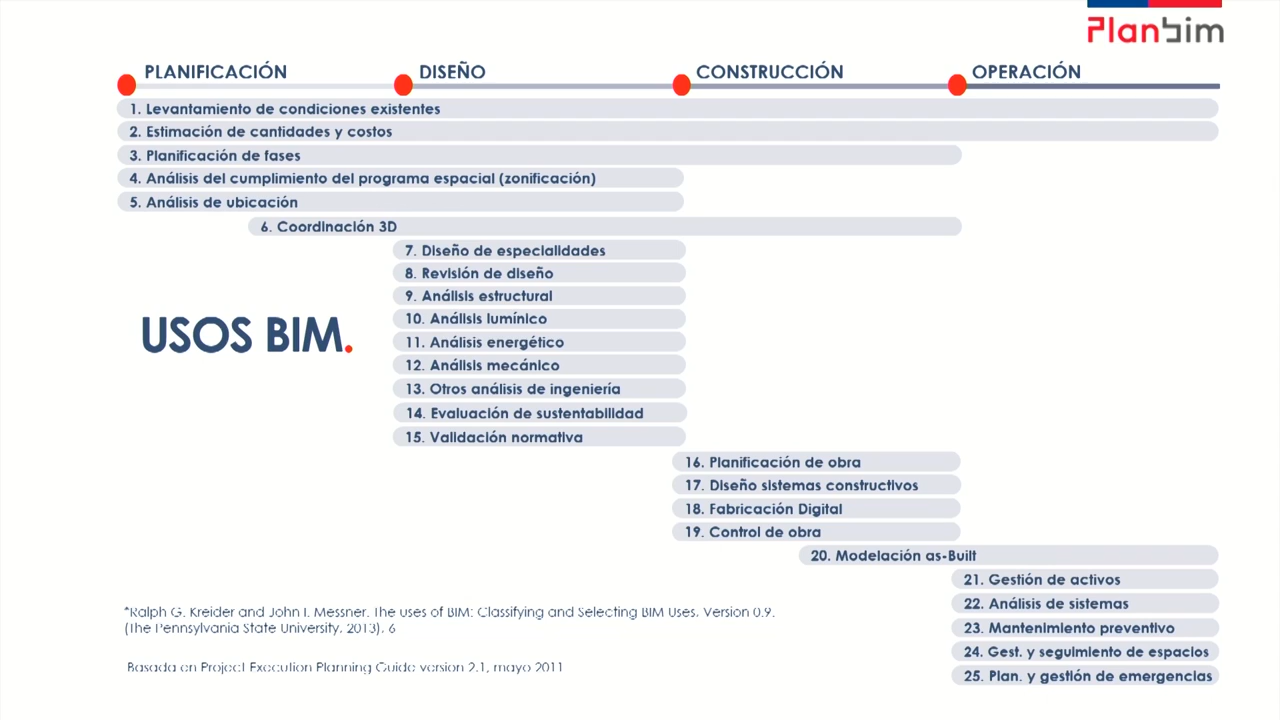 Planbim
PLANIFICACIÓN DISEÑO CONSTRUCCIÓN OPERACIÓN
1. Levantamiento de condiciones existentes
2. Estimación de cantidades y costos
3. Planificación de fases
4. Análisis del cumplimiento del programa espacial (zonificación)
5. Análisis de ubicación
6. Coordinación 3D
7. Diseño de especialidades
8. Revisión de diseño
9. Análisis estructural
10. Análisis lumínico
11. Análisis energético
12. Análisis mecánico
13. Otros análisis de ingeniería
14. Evaluación de sustentabilidad
15. Validación normativa
USOS BIM.
16. Planificación de obra
17. Diseño sistemas constructivos
18. Fabricación Digital
19. Control de obra
20. Modelación as-Built
21. Gestión de activos
22. Análisis de sistemas
23. Mantenimiento preventivo
24. Gest. y seguimiento de espacios
25. Plan. y gestión de emergencias
*Ralph G. Kreider and John I. Messner. The uses of BIM: Classifying and Selecting BIM Uses, Version 0.9.
(The Pennsylvania State University, 2013), 6
Basada en Project Execution Planning Guide version 2.1, mayo 2011